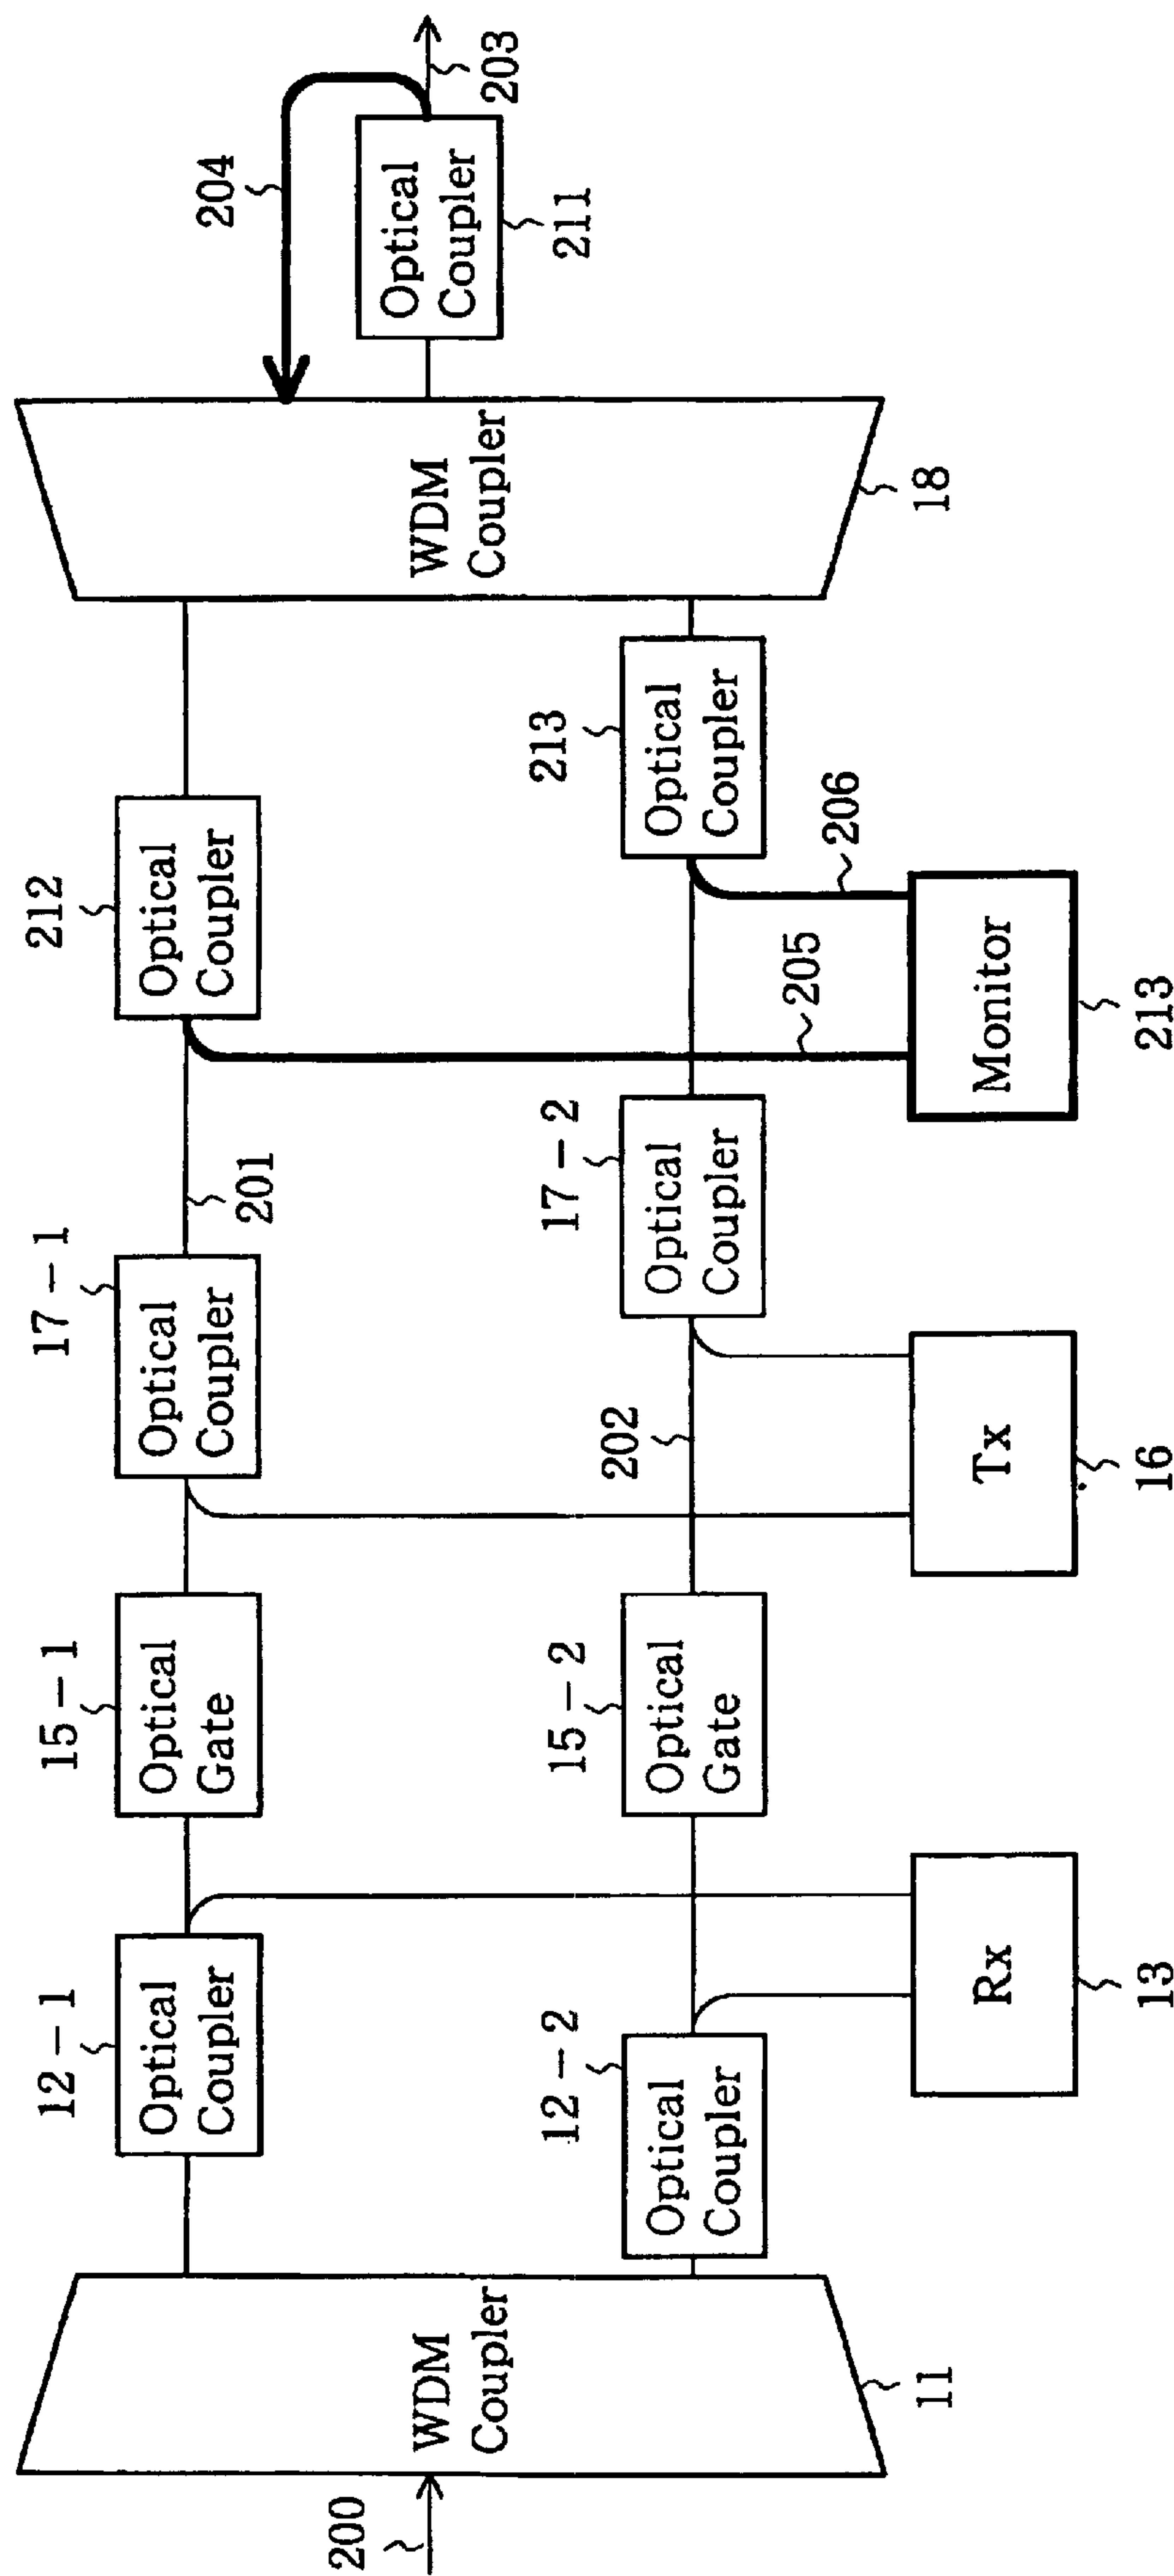 200
WDM
Coupler
11
12-1
Optical
Coupler
12-2
Optical
Coupler
Rx
13
15-1
Optical
Gate
15-2
Optical
Gate
17-1
Optical
Coupler
201
202
Tx
16
17-2
Optical
Coupler
212
Optical
Coupler
205
206
Monitor
213
213
Optical
Coupler
WDM
Coupler
18
204
Optical
Coupler
211
203